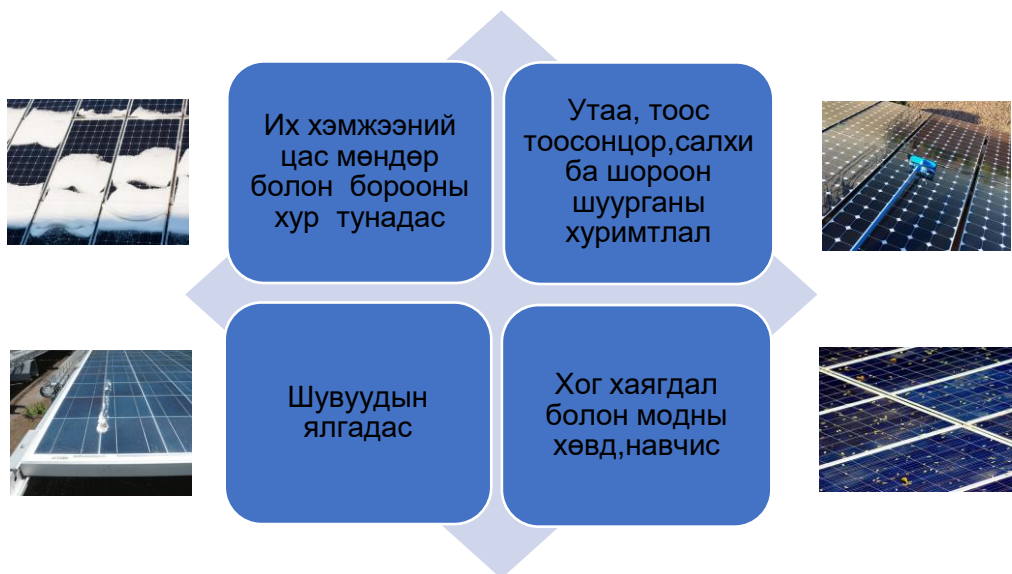 Их хэмжээний
цас мөндөр
болон борооны
хур тунадас
Утаа, тоос
тоосонцор,салхи
ба шороон
шуурганы
хуримтлал
Шувуудын
ялгадас
Хог хаягдал
болон модны
хөвд,навчис